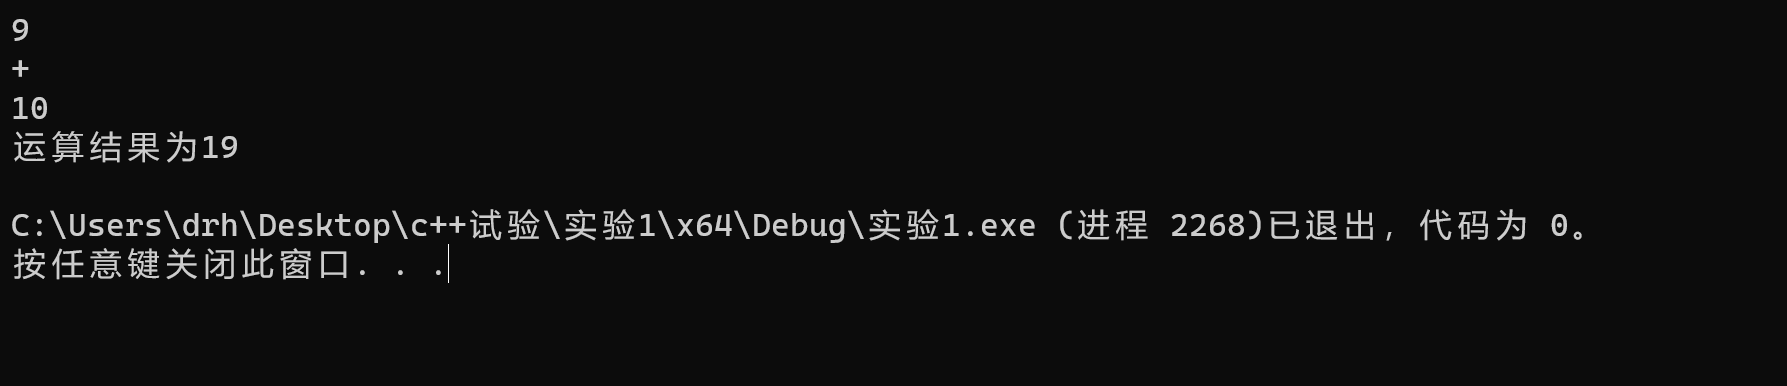 9
+
10
运算结果为19
C:\Users\drh\Desktop\c++试验\实验1\x64\Debug\实验1.exe (进程 2268)已退出，代码为 0。
按任意键关闭此窗口. . .